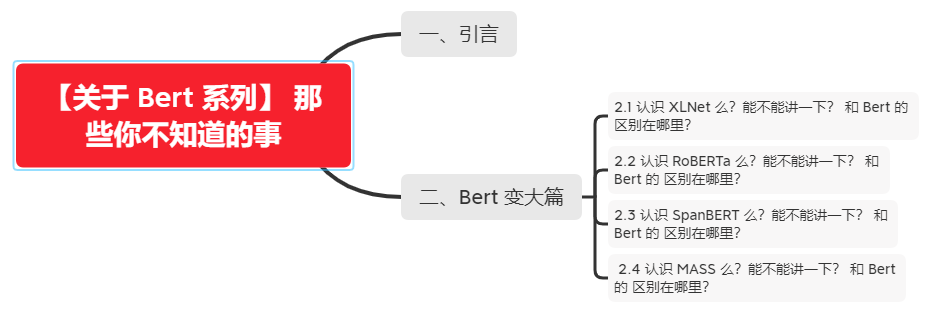 【关于 Bert 系列】 那
些你不知道的事
一、引言
二、Bert 变大篇
2.1 认识 XLNet 么？能不能讲一下？ 和 Bert 的
区别在哪里？
2.2 认识 RoBERTa 么？能不能讲一下？ 和
Bert 的 区别在哪里？
2.3 认识 SpanBERT 么？能不能讲一下？ 和
Bert 的 区别在哪里？
2.4 认识 MASS 么？能不能讲一下？ 和 Bert
的 区别在哪里？